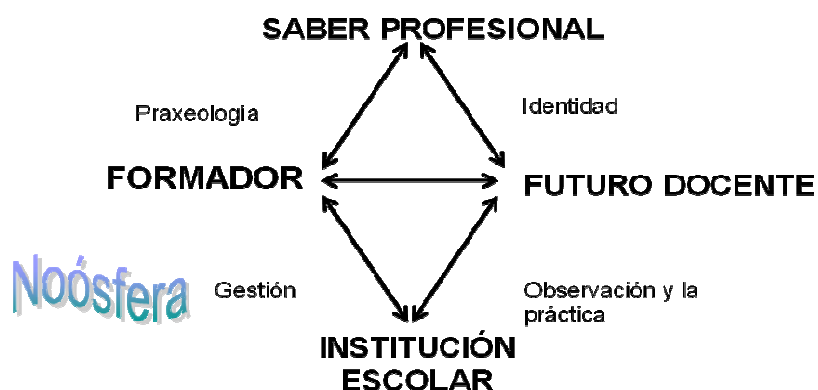 SABER PROFESIONAL
Praxeologia
Identidad
FORMADOR
FUTURO DOCENTE
Noósfera
Gestión
Observación y la
práctica
INSTITUCIÓN
ESCOLAR